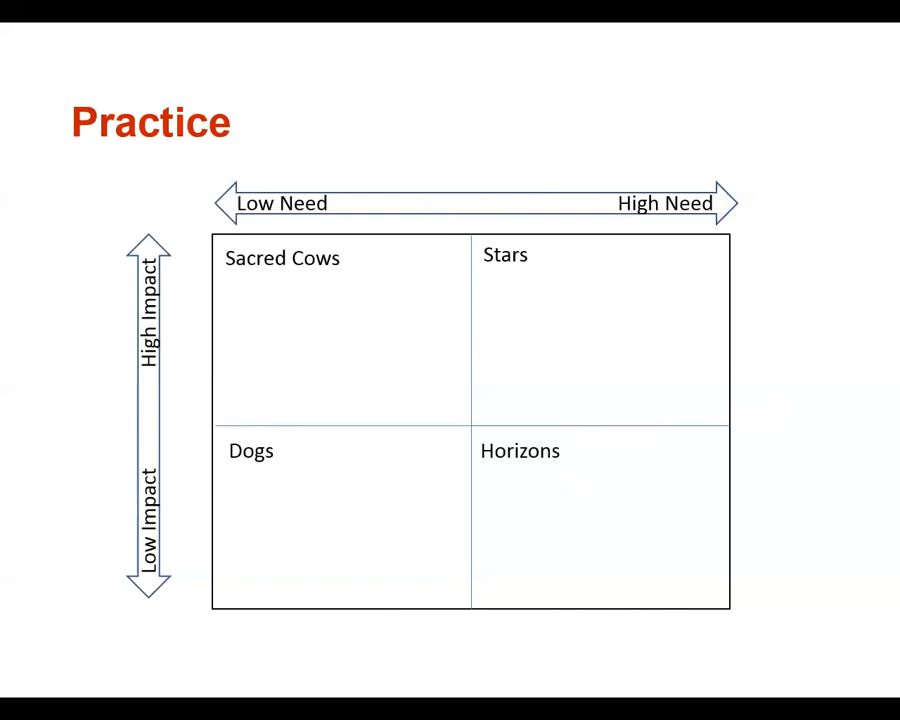 Practice
Low Need
High Need
High Impact
Low Impact
Sacred Cows
Stars
Dogs
Horizons